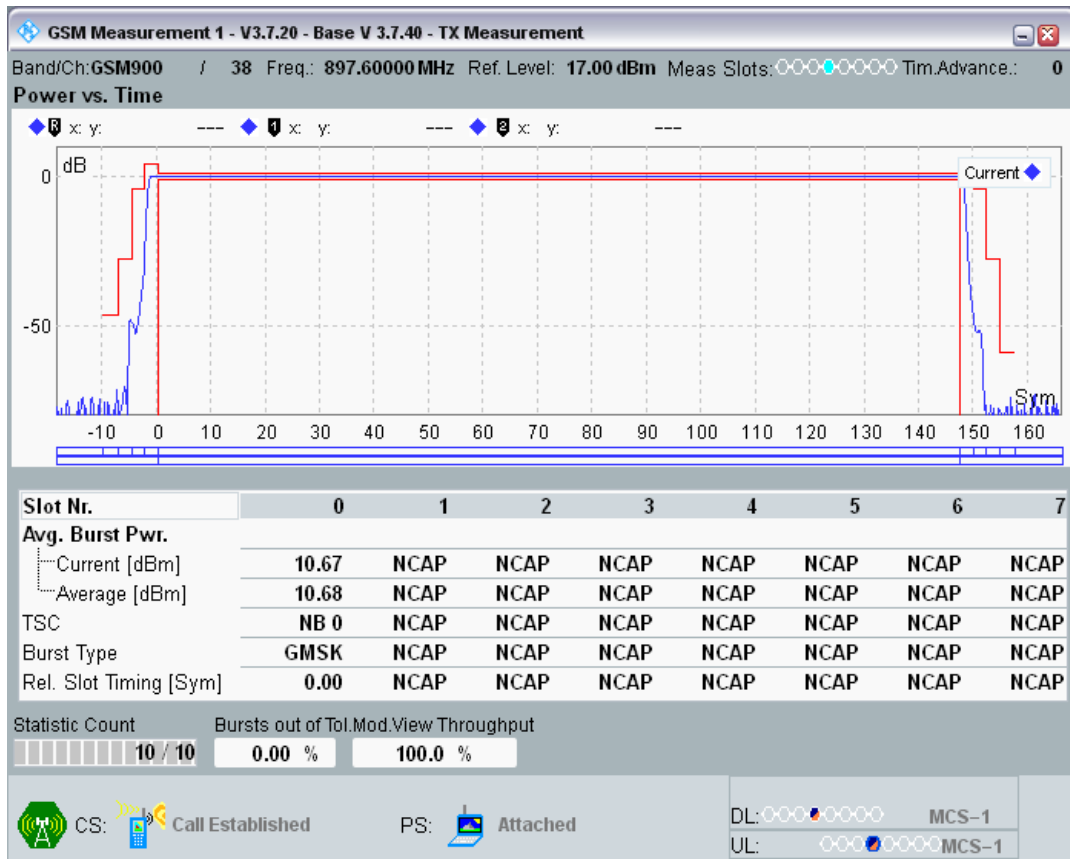 GSM Measurement 1 - V3.7.20 - Base V 3.7.40 - TX Measurement
Band/Ch:GSM900 / 38 Freq.: 897.60000 MHz Ref. Level: 17.00 dBm Meas Slots: Tim.Advance.: 0
Power vs. Time
R x: y: --- 1 x: y: --- 2 x: y: ---
dB
Current
0
-50
Sym
-10 0 10 20 30 40 50 60 70 80 90 100 110 120 130 140 150 160
Slot Nr. 0 1 2 3 4 5 6 7
Avg. Burst Pwr.
Current [dBm] 10.67 NCAP NCAP NCAP NCAP NCAP NCAP NCAP
Average [dBm] 10.68 NCAP NCAP NCAP NCAP NCAP NCAP NCAP
TSC NB 0 NCAP NCAP NCAP NCAP NCAP NCAP NCAP
Burst Type GMSK NCAP NCAP NCAP NCAP NCAP NCAP NCAP
Rel. Slot Timing [Sym] 0.00 NCAP NCAP NCAP NCAP NCAP NCAP NCAP
Statistic Count Bursts out of Tol.Mod.View Throughput
10 / 10 0.00 % 100.0 %
CS: Call Established PS: Attached
DL: MCS-1
UL: MCS-1